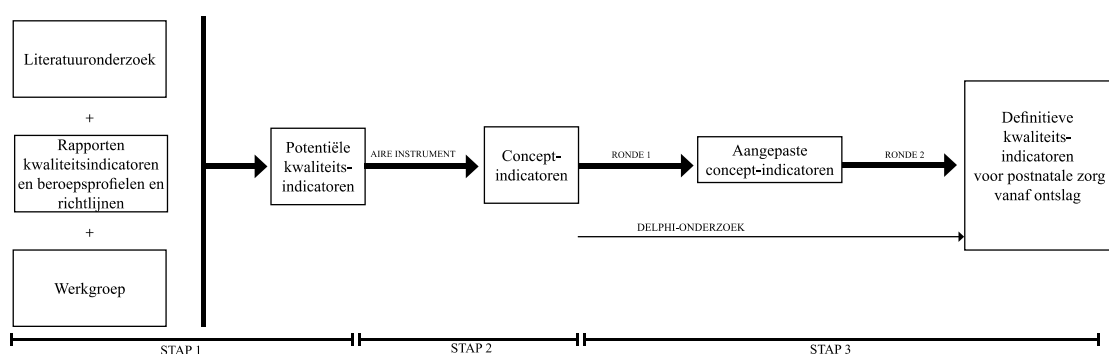 Literatuuronderzoek
+
Rapporten
kwaliteitsindicatoren
en beroepsprofielen en
richtlijnen
+
Werkgroep
Potentiële
kwaliteits-
indicatoren
AIRE INSTRUMENT
Concept-
indicatoren
RONDE 1
Aangepaste
concept-indicatoren
RONDE 2
Definitieve
kwaliteits-
indicatoren
voor postnatale zorg
vanaf ontslag
DELPHI-ONDERZOEK
STAP 1
STAP 2
STAP 3